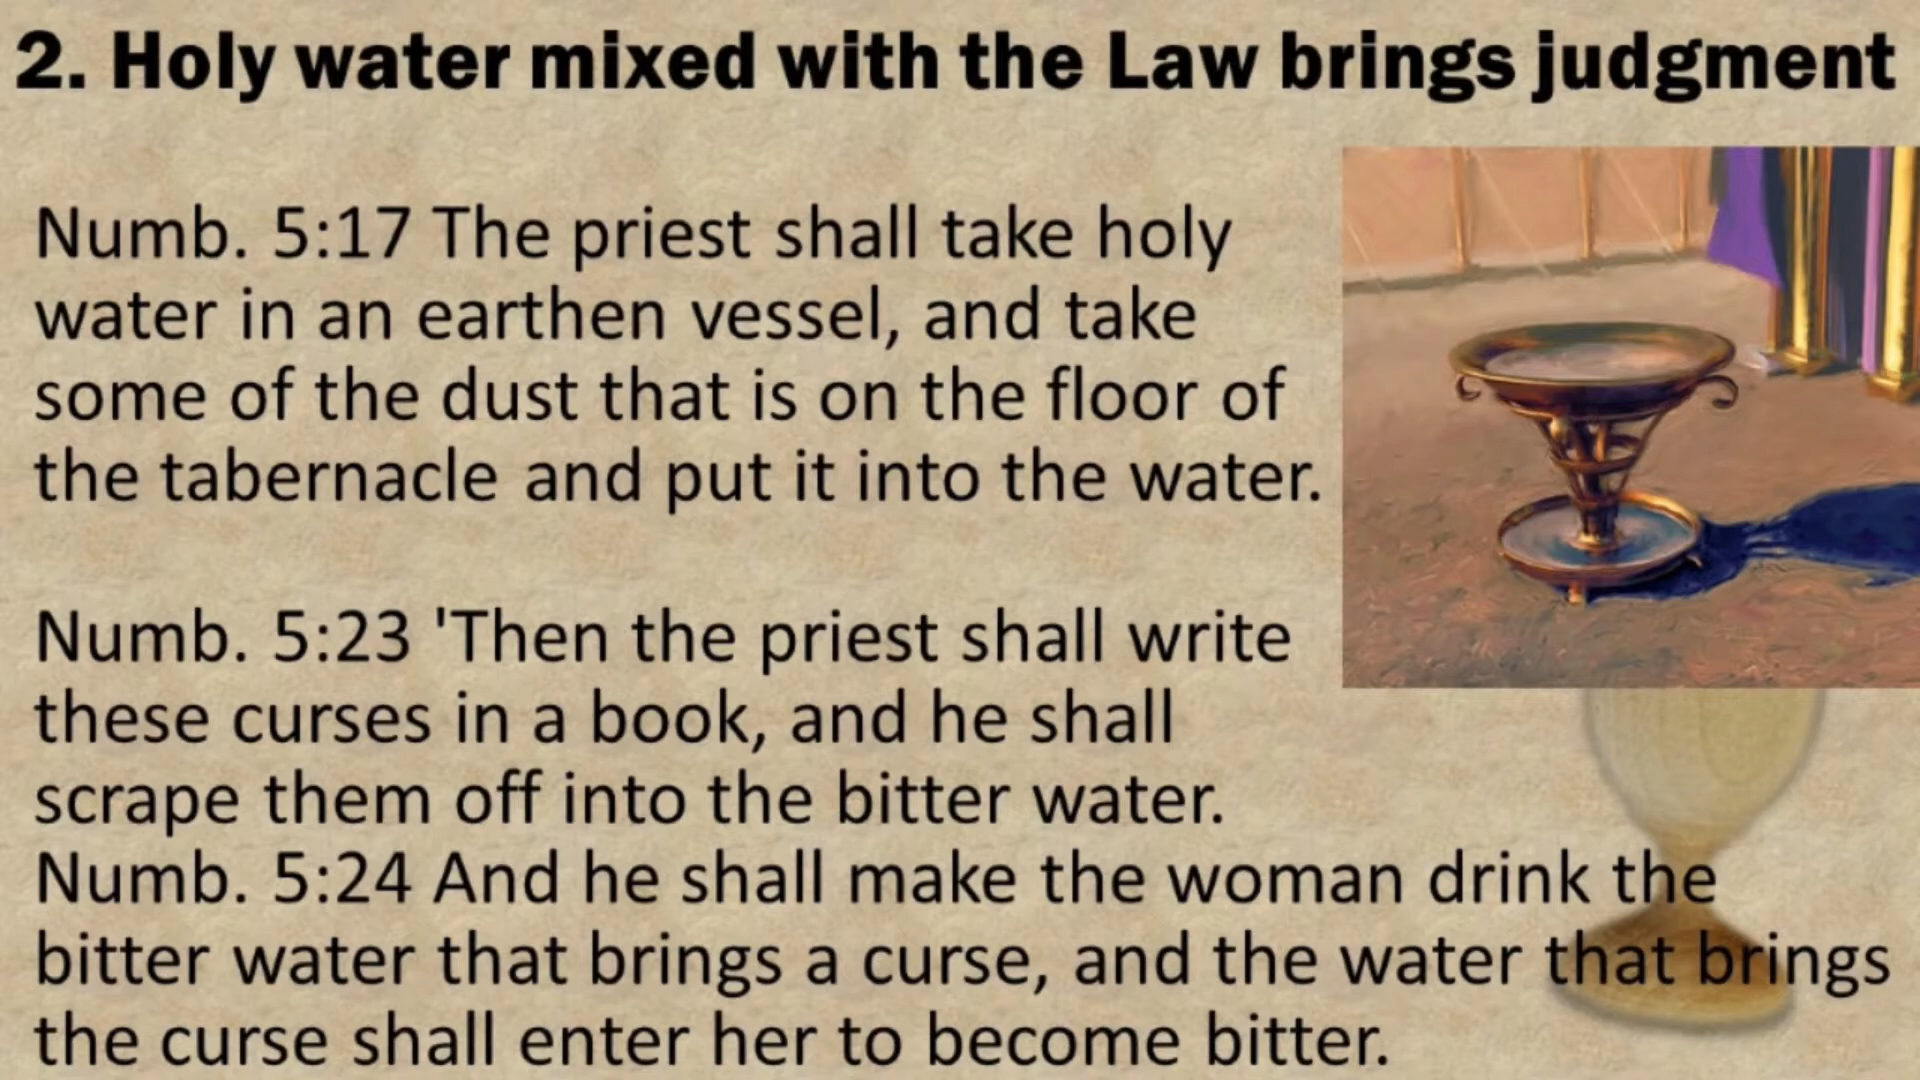 2. Holy water mixed with the Law brings judgment
Numb. 5:17 The priest shall take holy
water in an earthen vessel, and take
some of the dust that is on the floor of
the tabernacle and put it into the water.
Numb. 5:23 'Then the priest shall write
these curses in a book, and he shall
scrape them off into the bitter water.
Numb. 5:24 And he shall make the woman drink the
bitter water that brings a curse, and the water that brings
the curse shall enter her to become bitter.